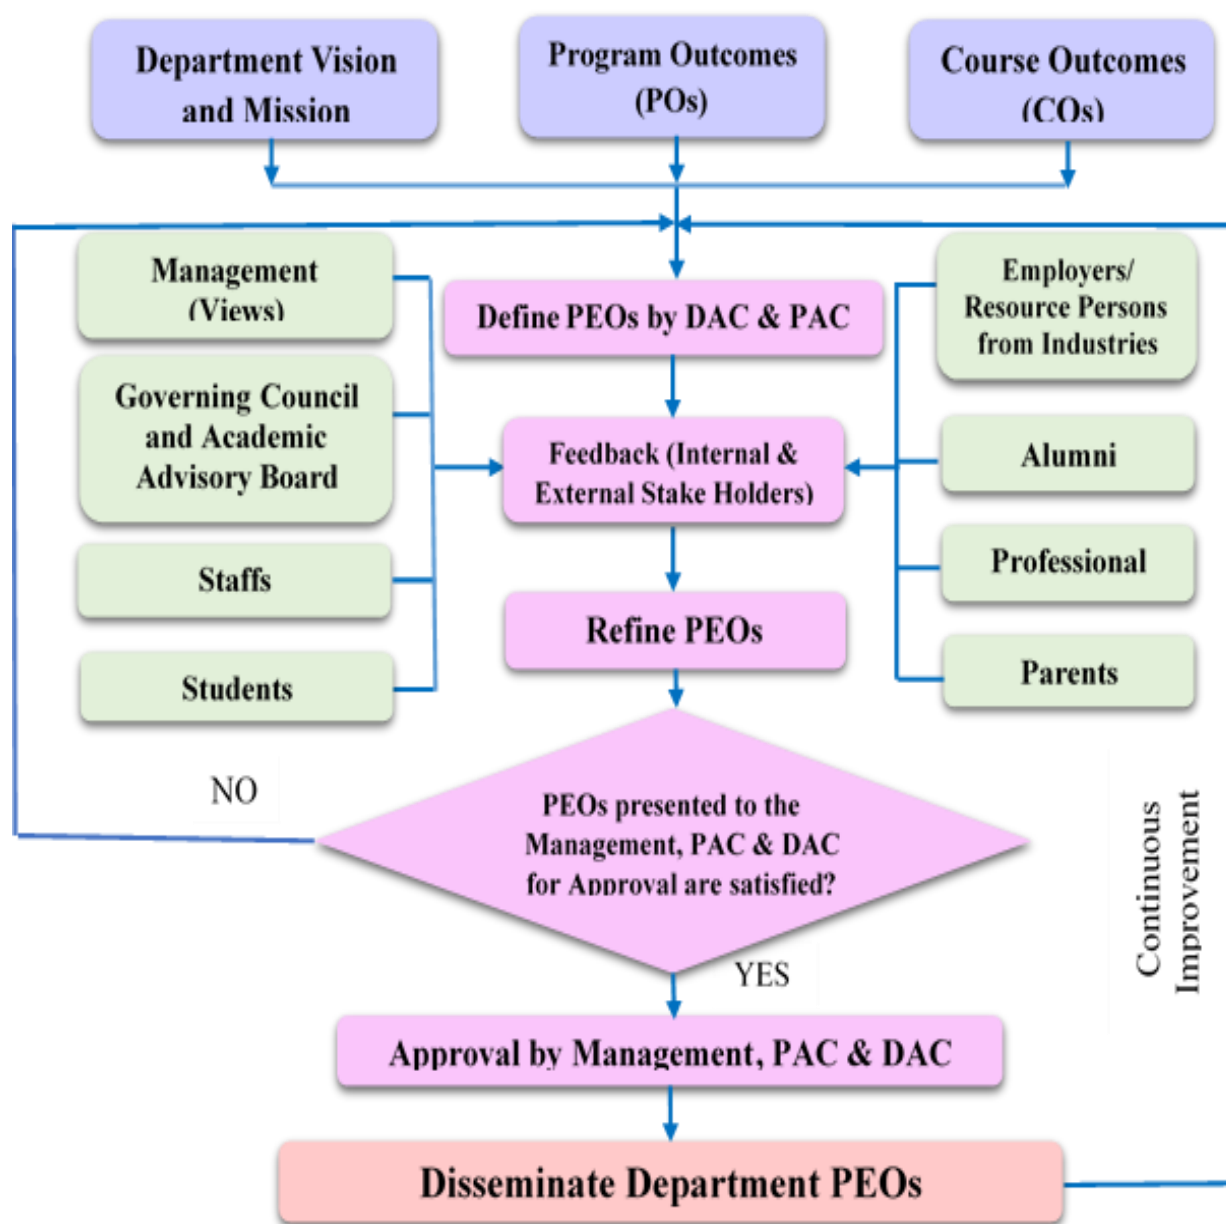 Department Vision
and Mission
Program Outcomes
(POs)
Course Outcomes
(COs)
Management
(Views)
Governing Council
and Academic
Advisory Board
Staffs
Students
Define PEOs by DAC & PAC
Feedback (Internal &
External Stake Holders)
Refine PEOs
Employers/
Resource Persons
from Industries
Alumni
Professional
Parents
NO
PEOs presented to the
Management, PAC & DAC
for Approval are satisfied?
YES
Continuous
Improvement
Approval by Management, PAC & DAC
Disseminate Department PEOs